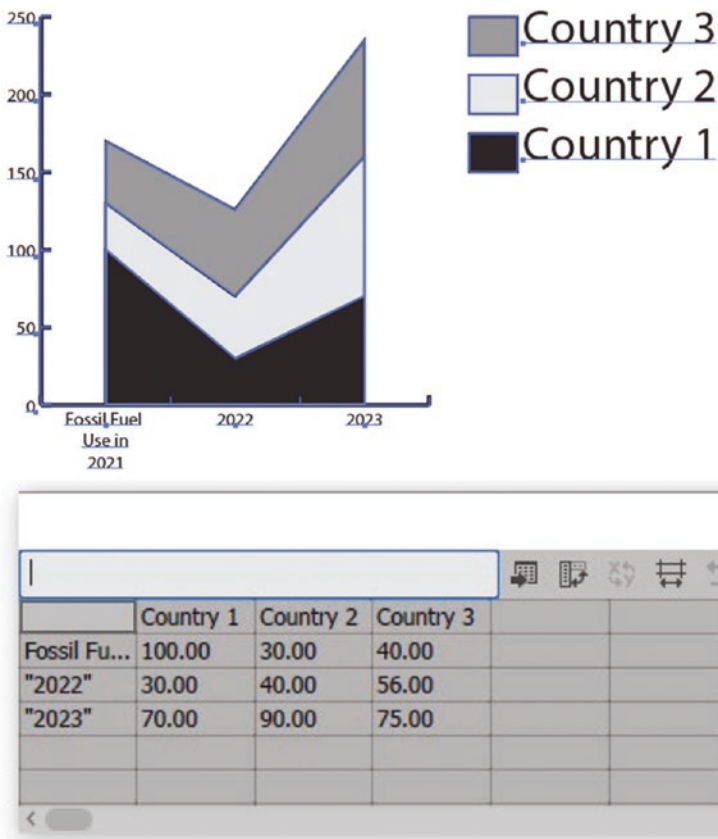 250
200
150
100
50
0
Fossil Fuel
Use in
2021
2022
2023
Country 3
Country 2
Country 1
Country 1 Country 2 Country 3
Fossil Fu... 100.00 30.00 40.00
"2022" 30.00 40.00 56.00
"2023" 70.00 90.00 75.00